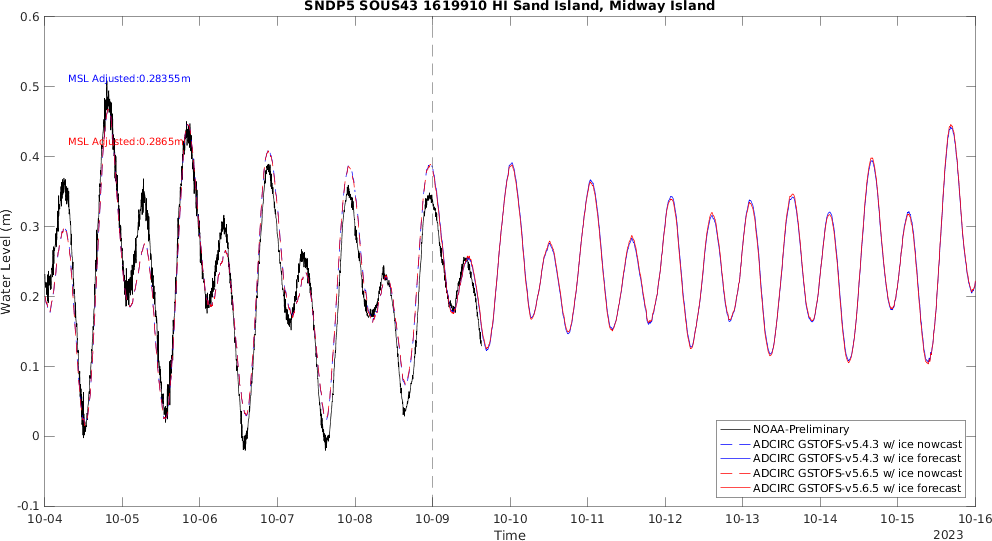 SNDP5 SOUS43 1619910 HI Sand Island, Midway Island
0.6
0.5
0.4
0.3
0.2
0.1
0
-0.1
Water Level (m)
MSL Adjusted:0.28355m
MSL Adjusted:0.2865m
NOAA-Preliminary
ADCIRC GSTOFS-v5.4.3 w/ ice nowcast
ADCIRC GSTOFS-v5.4.3 w/ ice forecast
ADCIRC GSTOFS-v5.6.5 w/ ice nowcast
ADCIRC GSTOFS-v5.6.5 w/ ice forecast
10-04 10-05 10-06 10-07 10-08 10-09 10-10 10-11 10-12 10-13 10-14 10-15 10-16
Time
2023